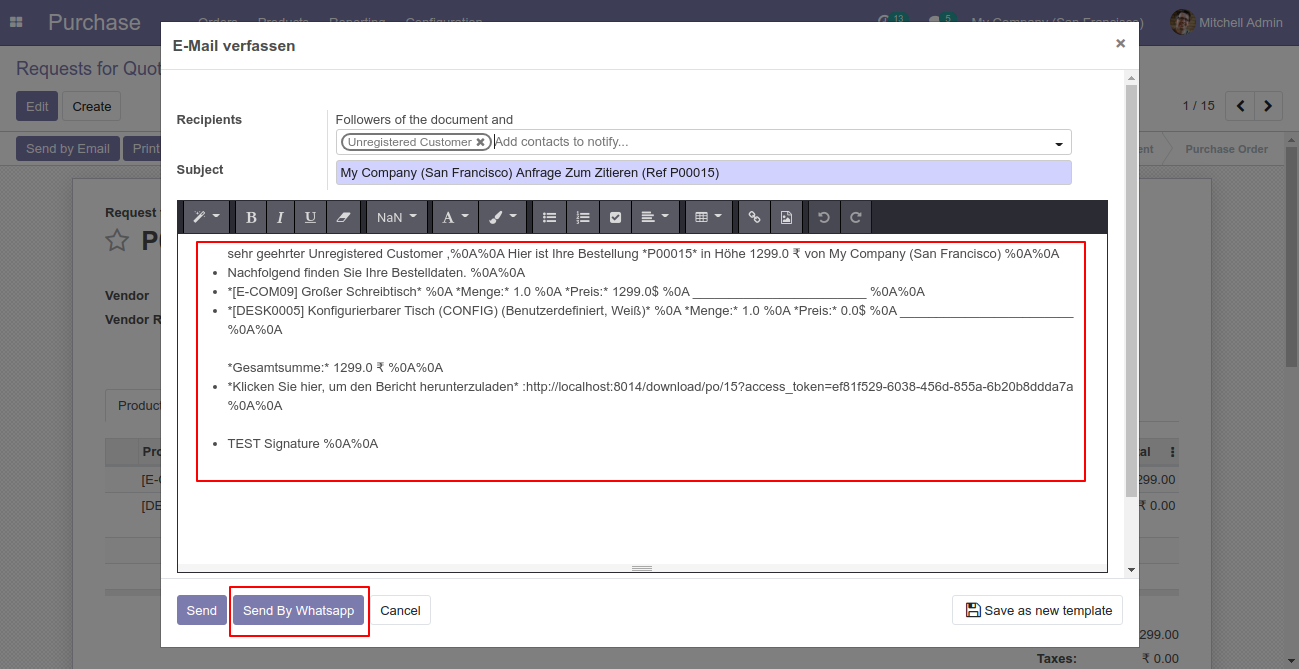 Purchase Orders Products Reporting Configuration 13 5 My Company (San Francisco) Mitchell Admin
E-Mail verfassen ×
Requests for Quot
Edit Create
1 / 15
Send by Email Print
ent Purchase Order
Recipients
Followers of the document and
Unregistered Customer ✖ Add contacts to notify...
Subject
My Company (San Francisco) Anfrage Zum Zitieren (Ref P00015)
B I U NaN A
Request
P
Vendor
Vendor R
Product
Pro
[E-C
[DE
sehr geehrter Unregistered Customer ,%0A%0A Hier ist Ihre Bestellung *P00015* in Höhe 1299.0 ₹ von My Company (San Francisco) %0A%0A
• Nachfolgend finden Sie Ihre Bestelldaten. %0A%0A
• *[E-COM09] Großer Schreibtisch* %0A *Menge:* 1.0 %0A *Preis:* 1299.0$ %0A ________________________ %0A%0A
• *[DESK0005] Konfigurierbarer Tisch (CONFIG) (Benutzerdefiniert, Weiß)* %0A *Menge:* 1.0 %0A *Preis:* 0.0$ %0A ________________________
%0A%0A
*Gesamtsumme:* 1299.0 ₹ %0A%0A
• *Klicken Sie hier, um den Bericht herunterzuladen* :http://localhost:8014/download/po/15?access_token=ef81f529-6038-456d-855a-6b20b8ddda7a
%0A%0A
• TEST Signature %0A%0A
al
299.00
₹ 0.00
Send Send By Whatsapp Cancel Save as new template
299.00
Taxes: ₹ 0.00